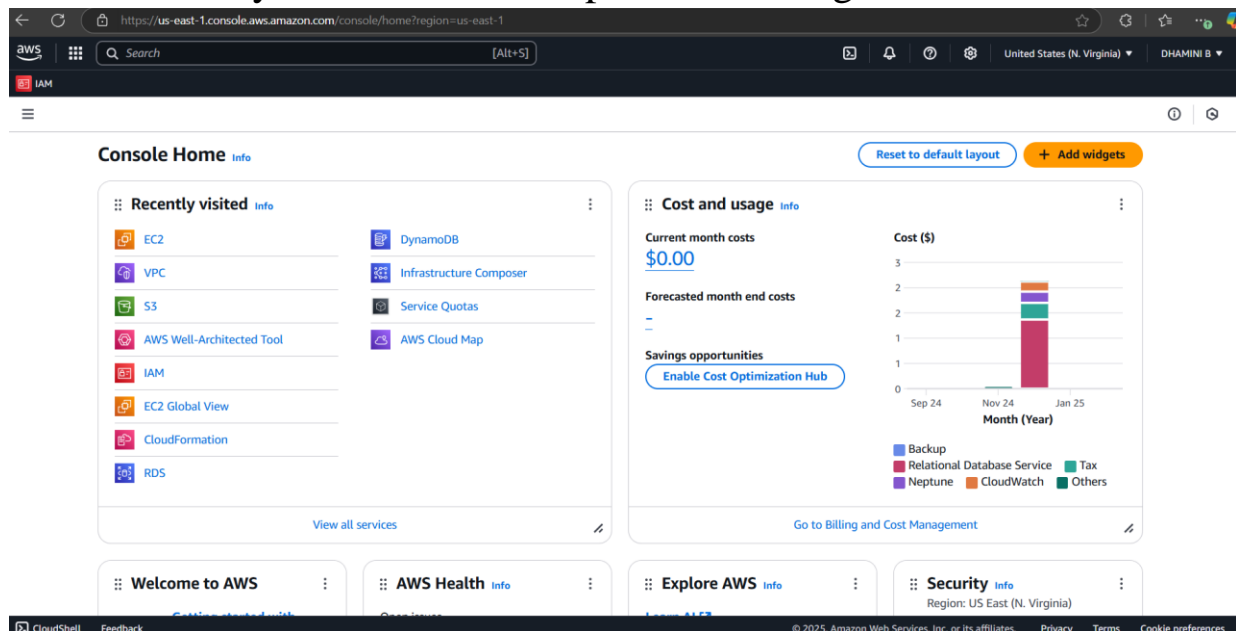 https://us-east-1.console.aws.amazon.com/console/home?region=us-east-1
aws
Search [Alt+S]
United States (N. Virginia) ▼
DHAMINI B ▼
IAM
Console Home Info
Reset to default layout
+ Add widgets
Recently visited Info
EC2
VPC
S3
AWS Well-Architected Tool
IAM
EC2 Global View
CloudFormation
RDS
DynamoDB
Infrastructure Composer
Service Quotas
AWS Cloud Map
View all services
Cost and usage Info
Current month costs
$0.00
Forecasted month end costs
-
Savings opportunities
Enable Cost Optimization Hub
Cost ($)
3
2
2
1
1
0
Sep 24 Nov 24 Jan 25
Month (Year)
Backup
Relational Database Service Tax
Neptune CloudWatch Others
Go to Billing and Cost Management
Welcome to AWS
Getting started with
AWS Health Info
Open issues
Explore AWS Info
Security Info
Region: US East (N. Virginia)
CloudShell Feedback
© 2025, Amazon Web Services, Inc. or its affiliates. Privacy Terms Cookie preferences